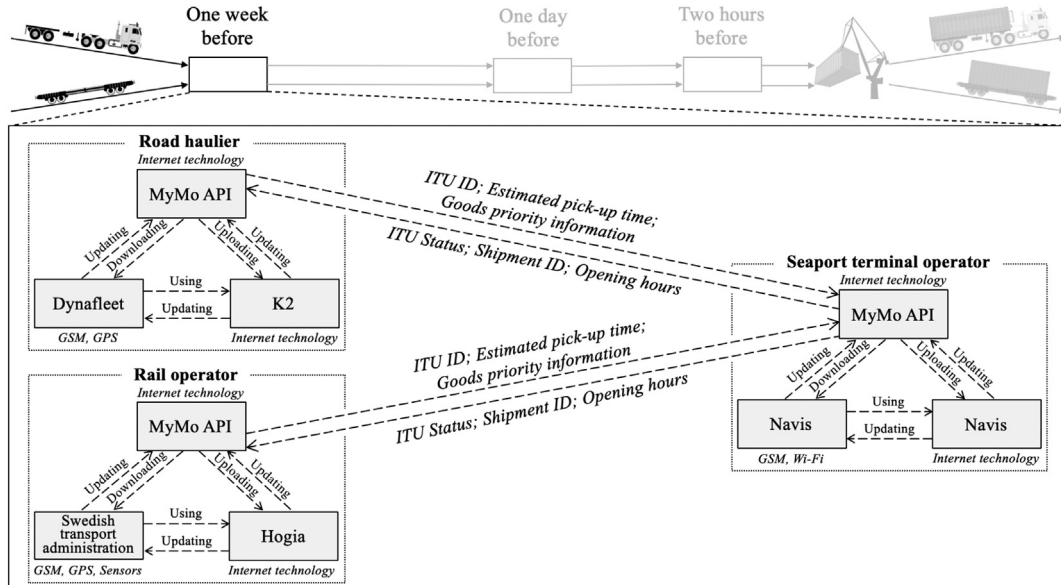 One week
before
One day
before
Two hours
before
Road haulier
Internet technology
MyMo API
Updating
Downloading
Uploading
Updating
Dynafleet
Using
Updating
K2
GSM, GPS
Internet technology
ITU ID; Estimated pick-up time;
Goods priority information
ITU Status; Shipment ID; Opening hours
Seaport terminal operator
Internet technology
MyMo API
Updating
Downloading
Uploading
Updating
Navis
Using
Updating
Navis
GSM, Wi-Fi
Internet technology
ITU ID; Estimated pick-up time;
Goods priority information
ITU Status; Shipment ID; Opening hours
Rail operator
Internet technology
MyMo API
Updating
Downloading
Uploading
Updating
Swedish
transport
administration
Using
Updating
Hogia
GSM, GPS, Sensors
Internet technology